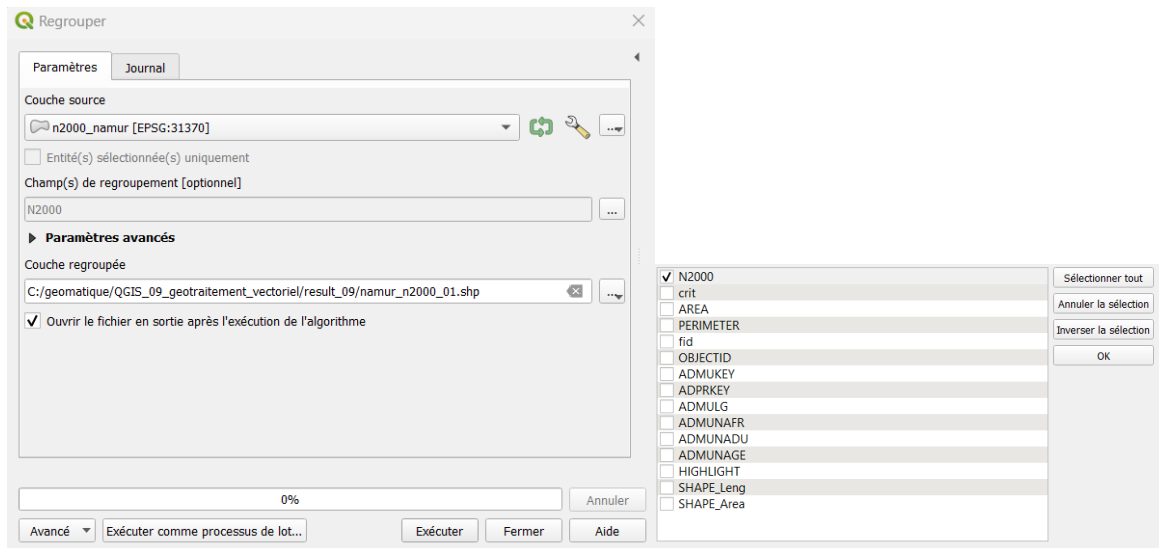 Regrouper
Paramètres
Journal
Couche source
n2000_namur [EPSG:31370]
...
Entité(s) sélectionnée(s) uniquement
Champ(s) de regroupement [optionnel]
N2000
...
Paramètres avancés
Couche regroupée
C:/geomatique/QGIS_09_geotraitement_vectoriel/result_09/namur_n2000_01.shp
...
Ouvrir le fichier en sortie après l'exécution de l'algorithme
0%
Annuler
Avancé
Exécuter comme processus de lot...
Exécuter
Fermer
Aide
N2000
crit
AREA
PERIMETER
fid
OBJECTID
ADMUKEY
ADPRKEY
ADMULG
ADMUNAFR
ADMUNADU
ADMUNAGE
HIGHLIGHT
SHAPE_Leng
SHAPE_Area
Sélectionner tout
Annuler la sélection
Inverser la sélection
OK